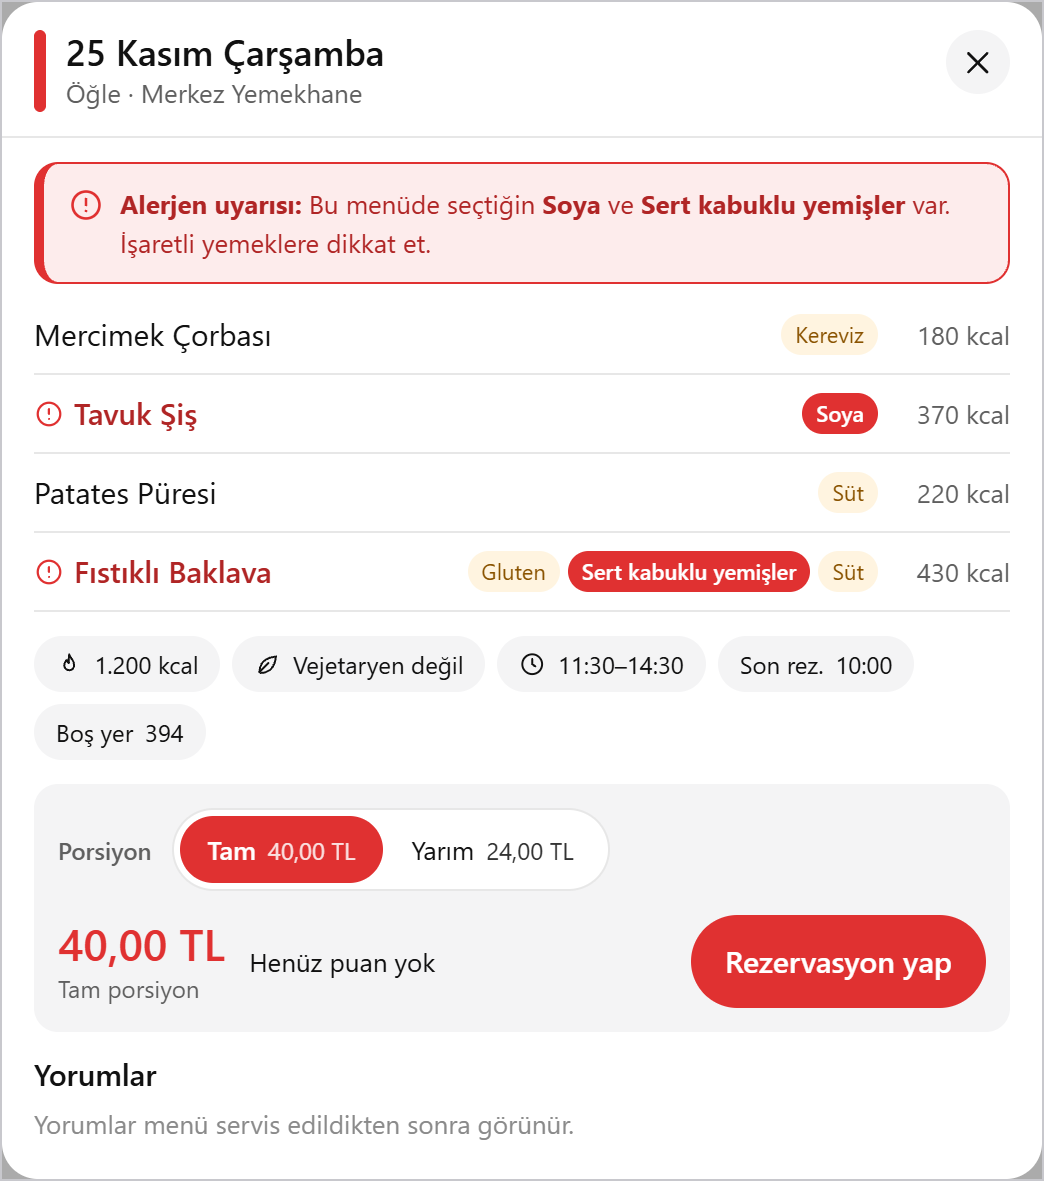 25 Kasım Çarşamba
Öğle · Merkez Yemekhane
Alerjen uyarısı: Bu menüde seçtiğin Soya ve Sert kabuklu yemişler var.
İşaretli yemeklere dikkat et.
Mercimek Çorbası Kereviz 180 kcal
Tavuk Şiş Soya 370 kcal
Patates Püresi Süt 220 kcal
Fıstıklı Baklava Gluten Sert kabuklu yemişler Süt 430 kcal
1.200 kcal Vejetaryen değil 11:30–14:30 Son rez. 10:00
Boş yer 394
Porsiyon Tam 40,00 TL Yarım 24,00 TL
40,00 TL Henüz puan yok Rezervasyon yap
Tam porsiyon
Yorumlar
Yorumlar menü servis edildikten sonra görünür.